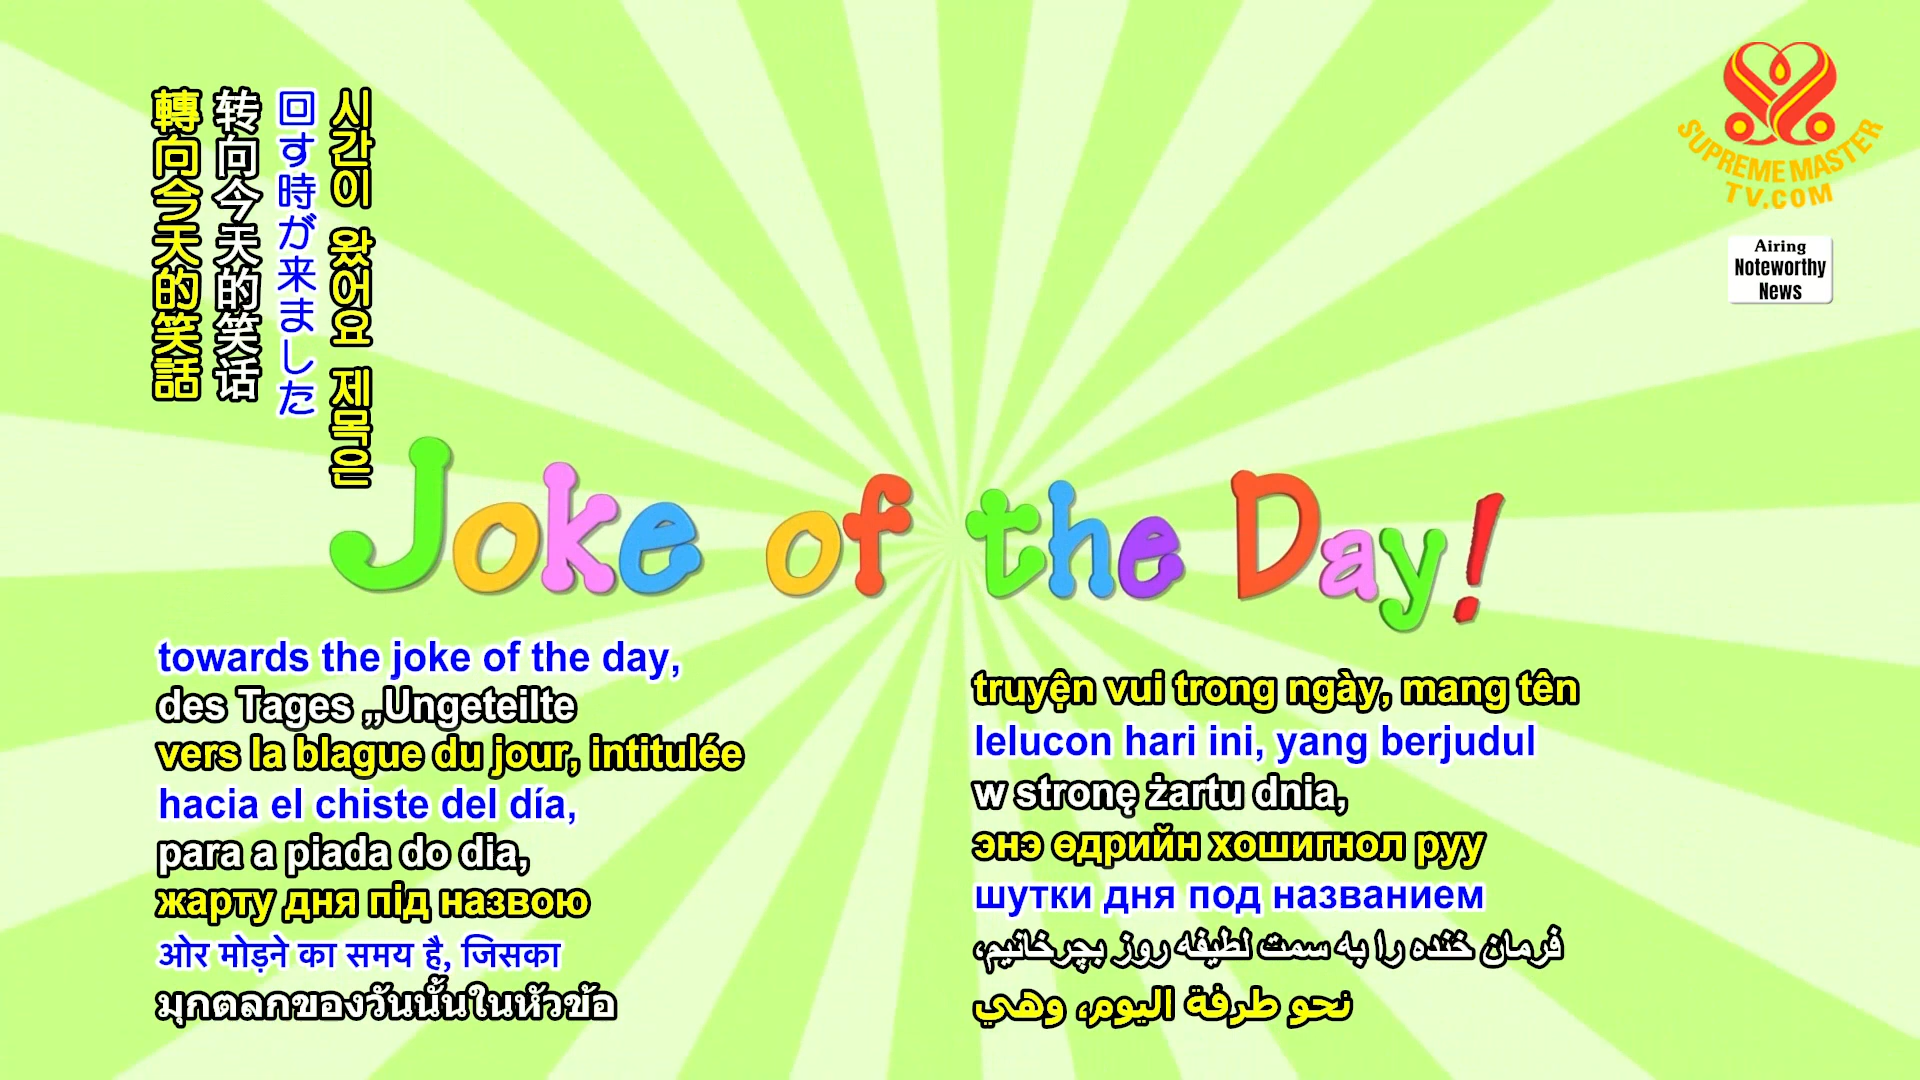 轉向今天的笑話
转向今天的笑话
回す時が来ました
시간이 왔어요 제목은
SUPREME MASTER
TV.COM
Airing
Noteworthy
News
Joke of the Day!
towards the joke of the day,
des Tages „Ungeteilte
vers la blague du jour, intitulée
hacia el chiste del día,
para a piada do dia,
жарту дня під назвою
ओर मोड़ने का समय है, जिसका
มุกตลกของวันนั้นในหัวข้อ
truyện vui trong ngày, mang tên
lelucon hari ini, yang berjudul
w stronę żartu dnia,
энэ өдрийн хошигнол руу
шутки дня под названием
فرمان خنده را به سمت لطیفه روز بچرخانیم،
نحو طرفة اليوم، وهي